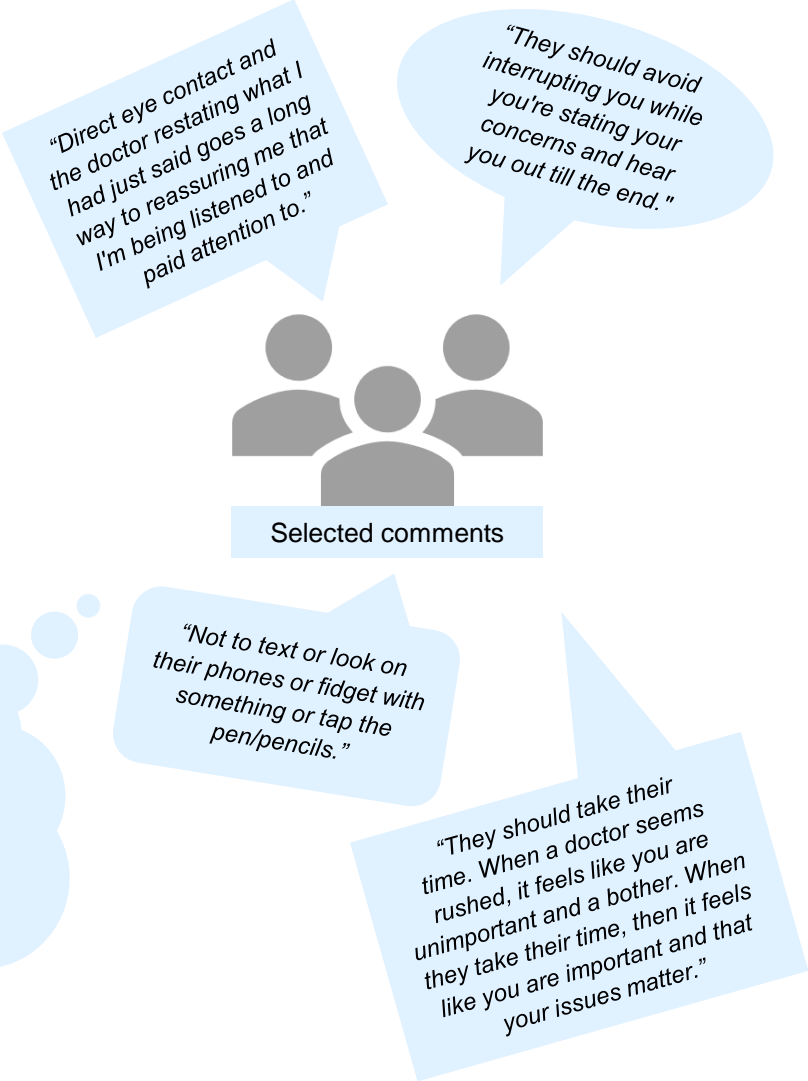 “Direct eye contact and
the doctor restating what I
had just said goes a long
way to reassuring me that
I'm being listened to and
paid attention to.”
“They should avoid
interrupting you while
you're stating your
concerns and hear
you out till the end."
Selected comments
“Not to text or look on
their phones or fidget with
something or tap the
pen/pencils.”
“They should take their
time. When a doctor seems
rushed, it feels like you are
unimportant and a bother. When
they take their time, then it feels
like you are important and that
your issues matter.”